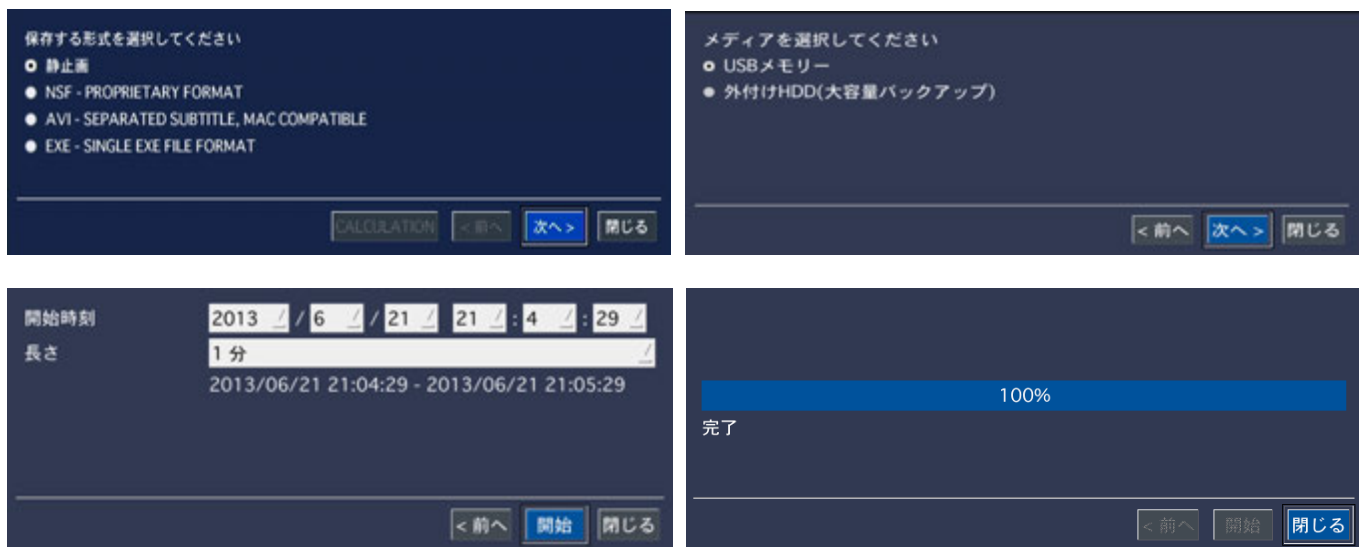 保存する形式を選択してください
静止画
NSF - PROPRIETARY FORMAT
AVI - SEPARATED SUBTITLE, MAC COMPATIBLE
EXE - SINGLE EXE FILE FORMAT
CALCULATION <前へ 次へ> 閉じる
メディアを選択してください
USBメモリー
外付けHDD(大容量バックアップ)
<前へ 次へ> 閉じる
開始時刻 2013 / 6 / 21 21 : 4 : 29
長さ 1 分
2013/06/21 21:04:29 - 2013/06/21 21:05:29
<前へ 開始 閉じる
100%
完了
<前へ 開始 閉じる